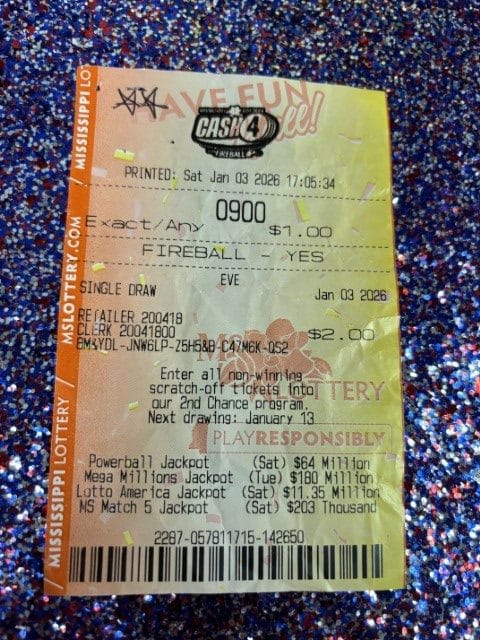 HAVE FUN
CASH 4
FIREBALL
PRINTED: Sat Jan 03 2026 17:05:34
0900
Exact/Any $1.00
FIREBALL - YES
EVE
SINGLE DRAW Jan 03 2026
RETAILER 200418
CLERK 20041800 $2.00
Enter all non-winning
scratch-off tickets into
our 2nd Chance program.
Next drawing: January 13
LOTTERY
PLAY RESPONSIBLY
Powerball Jackpot (Sat) $64 Million
Mega Millions Jackpot (Tue) $180 Million
Lotto America Jackpot (Sat) $11.35 Million
MS Match 5 Jackpot (Sat) $203 Thousand
2287-057811715-142650
MISSISSIPPI LOTTERY / MSLOTTERY.COM / MISSISSIPPI LO